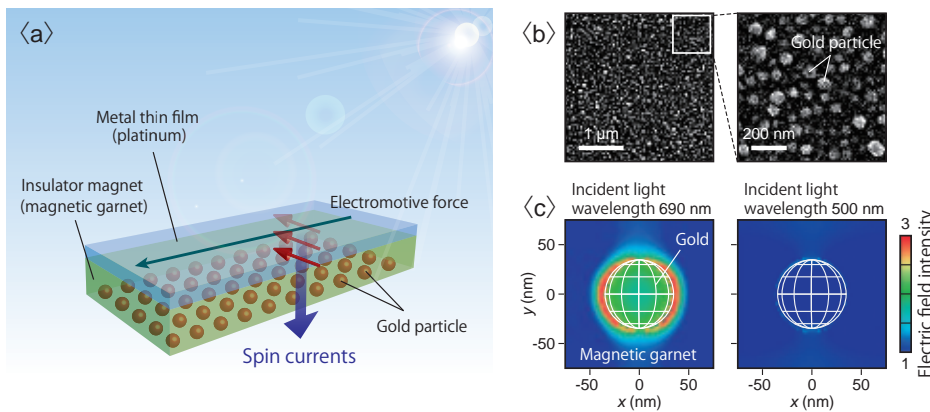 〈a〉
Metal thin film
(platinum)
Insulator magnet
(magnetic garnet)
Electromotive force
Gold particle
Spin currents
〈b〉
Gold particle
1 μm
200 nm
〈c〉
Incident light
wavelength 690 nm
Incident light
wavelength 500 nm
Gold
Magnetic garnet
y (nm)
50
0
-50
-50
0
50
x (nm)
-50
0
50
x (nm)
3
1
Electric field intensity